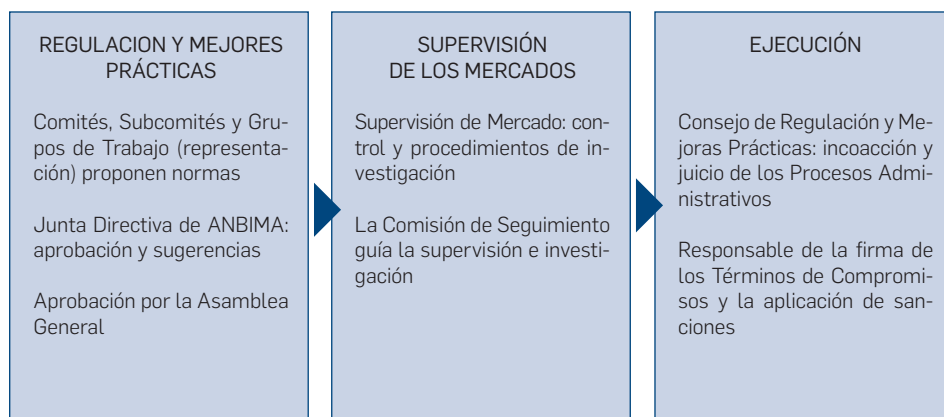 REGULACION Y MEJORES
PRÁCTICAS
Comités, Subcomités y Gru-
pos de Trabajo (representa-
ción) proponen normas
Junta Directiva de ANBIMA:
aprobación y sugerencias
Aprobación por la Asamblea
General
SUPERVISIÓN
DE LOS MERCADOS
Supervisión de Mercado: con-
trol y procedimientos de in-
vestigación
La Comisión de Seguimiento
guía la supervisión e investi-
gación
EJECUCIÓN
Consejo de Regulación y Me-
joras Prácticas: incoacción y
juicio de los Procesos Admi-
nistrativos
Responsable de la firma de
los Términos de Compromi-
sos y la aplicación de san-
ciones